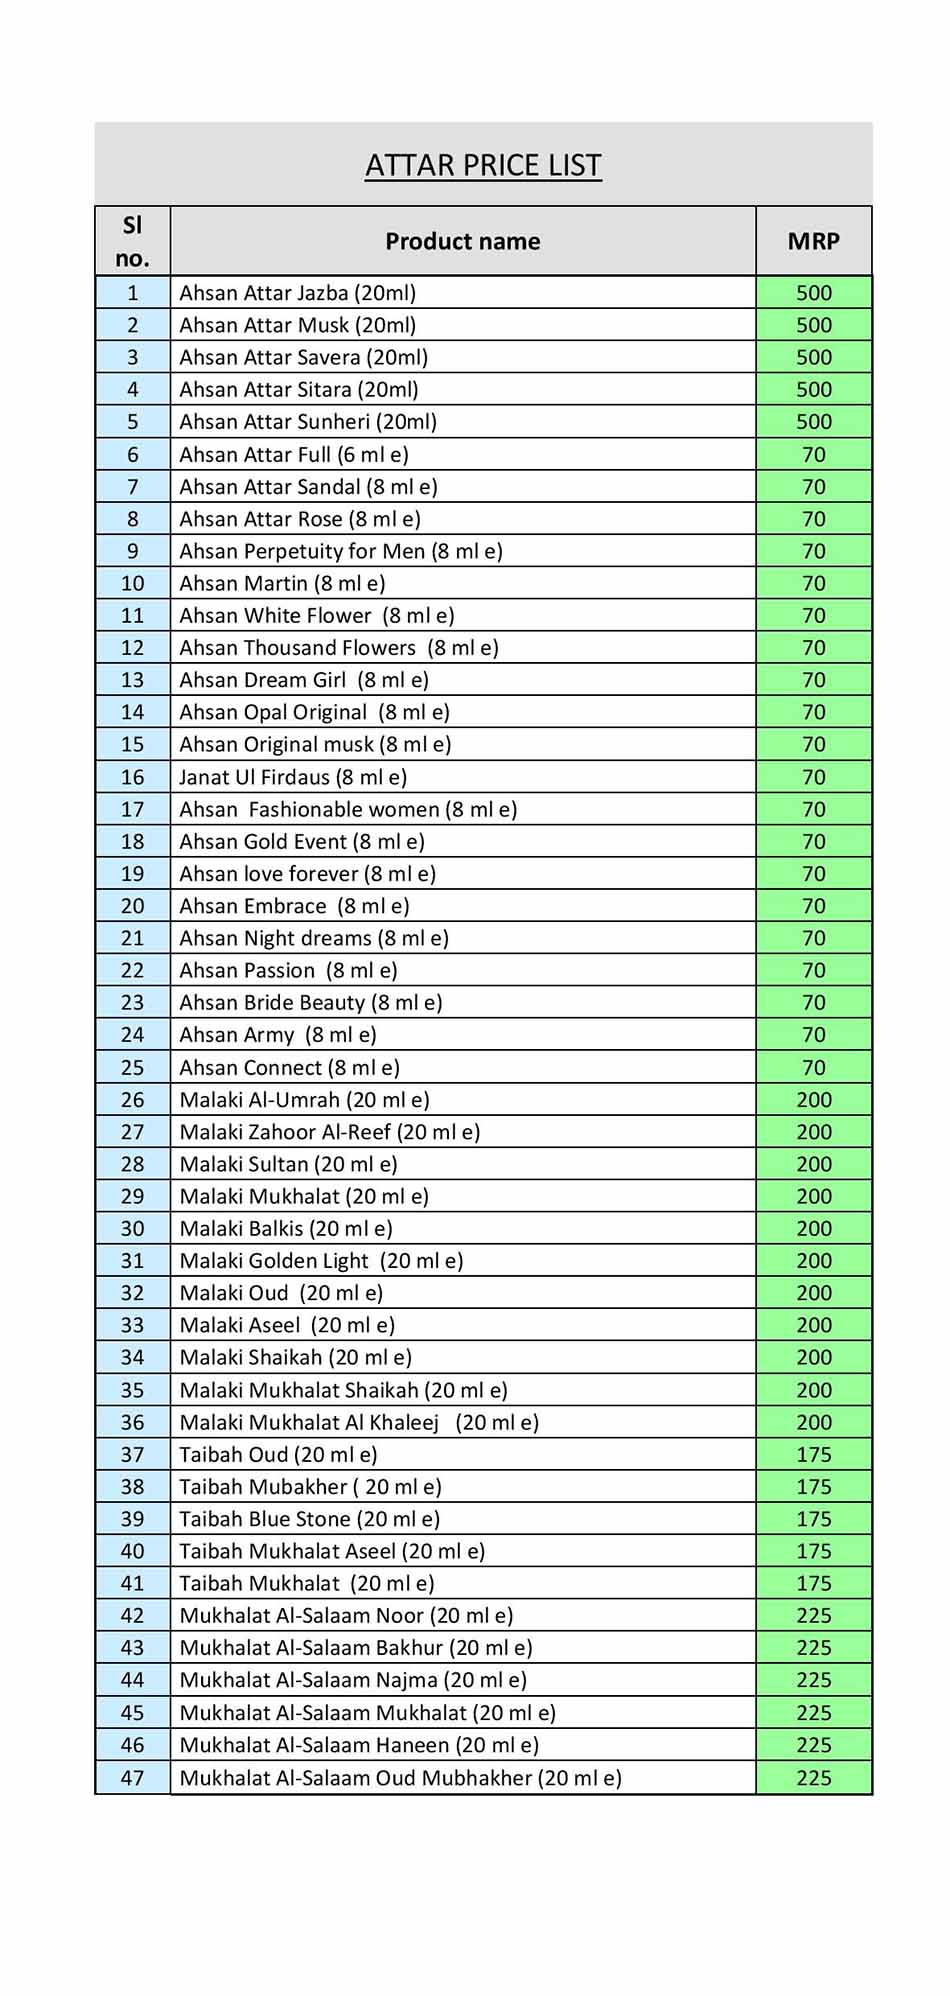 ATTAR PRICE LIST
Sl no. Product name MRP
1 Ahsan Attar Jazba (20ml) 500
2 Ahsan Attar Musk (20ml) 500
3 Ahsan Attar Savera (20ml) 500
4 Ahsan Attar Sitara (20ml) 500
5 Ahsan Attar Sunheri (20ml) 500
6 Ahsan Attar Full (6 ml e) 70
7 Ahsan Attar Sandal (8 ml e) 70
8 Ahsan Attar Rose (8 ml e) 70
9 Ahsan Perpetuity for Men (8 ml e) 70
10 Ahsan Martin (8 ml e) 70
11 Ahsan White Flower (8 ml e) 70
12 Ahsan Thousand Flowers (8 ml e) 70
13 Ahsan Dream Girl (8 ml e) 70
14 Ahsan Opal Original (8 ml e) 70
15 Ahsan Original musk (8 ml e) 70
16 Janat Ul Firdaus (8 ml e) 70
17 Ahsan Fashionable women (8 ml e) 70
18 Ahsan Gold Event (8 ml e) 70
19 Ahsan love forever (8 ml e) 70
20 Ahsan Embrace (8 ml e) 70
21 Ahsan Night dreams (8 ml e) 70
22 Ahsan Passion (8 ml e) 70
23 Ahsan Bride Beauty (8 ml e) 70
24 Ahsan Army (8 ml e) 70
25 Ahsan Connect (8 ml e) 70
26 Malaki Al-Umrah (20 ml e) 200
27 Malaki Zahoor Al-Reef (20 ml e) 200
28 Malaki Sultan (20 ml e) 200
29 Malaki Mukhalat (20 ml e) 200
30 Malaki Balkis (20 ml e) 200
31 Malaki Golden Light (20 ml e) 200
32 Malaki Oud (20 ml e) 200
33 Malaki Aseel (20 ml e) 200
34 Malaki Shaikah (20 ml e) 200
35 Malaki Mukhalat Shaikah (20 ml e) 200
36 Malaki Mukhalat Al Khaleej (20 ml e) 200
37 Taibah Oud (20 ml e) 175
38 Taibah Mubakher ( 20 ml e) 175
39 Taibah Blue Stone (20 ml e) 175
40 Taibah Mukhalat Aseel (20 ml e) 175
41 Taibah Mukhalat (20 ml e) 175
42 Mukhalat Al-Salaam Noor (20 ml e) 225
43 Mukhalat Al-Salaam Bakhur (20 ml e) 225
44 Mukhalat Al-Salaam Najma (20 ml e) 225
45 Mukhalat Al-Salaam Mukhalat (20 ml e) 225
46 Mukhalat Al-Salaam Haneen (20 ml e) 225
47 Mukhalat Al-Salaam Oud Mubhakher (20 ml e) 225